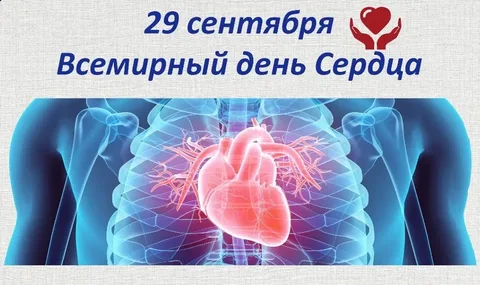 29 сентября
Всемирный день Сердца